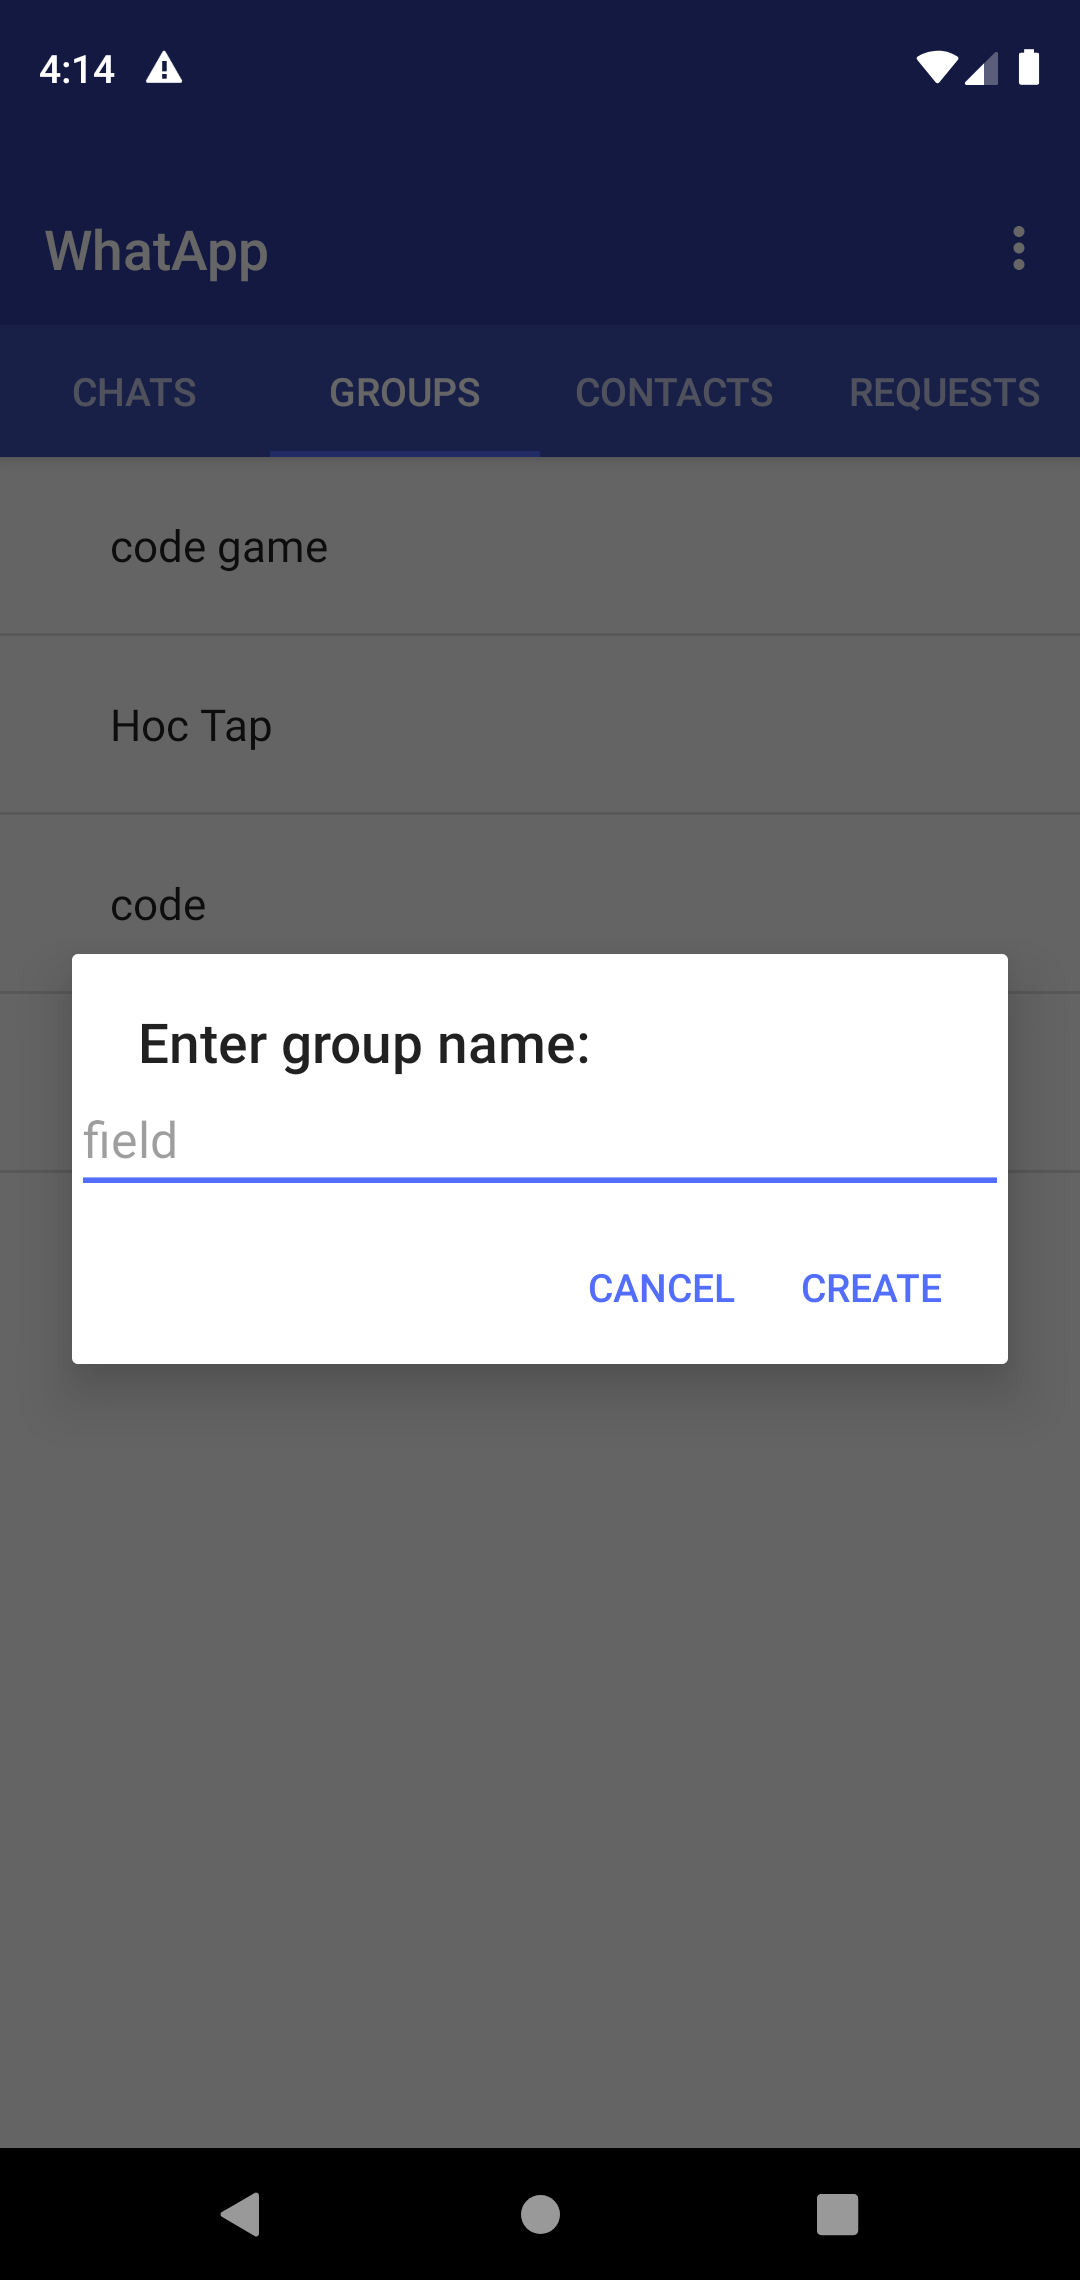 4:14
WhatApp
CHATS GROUPS CONTACTS REQUESTS
code game
Hoc Tap
code
Enter group name:
field
CANCEL CREATE